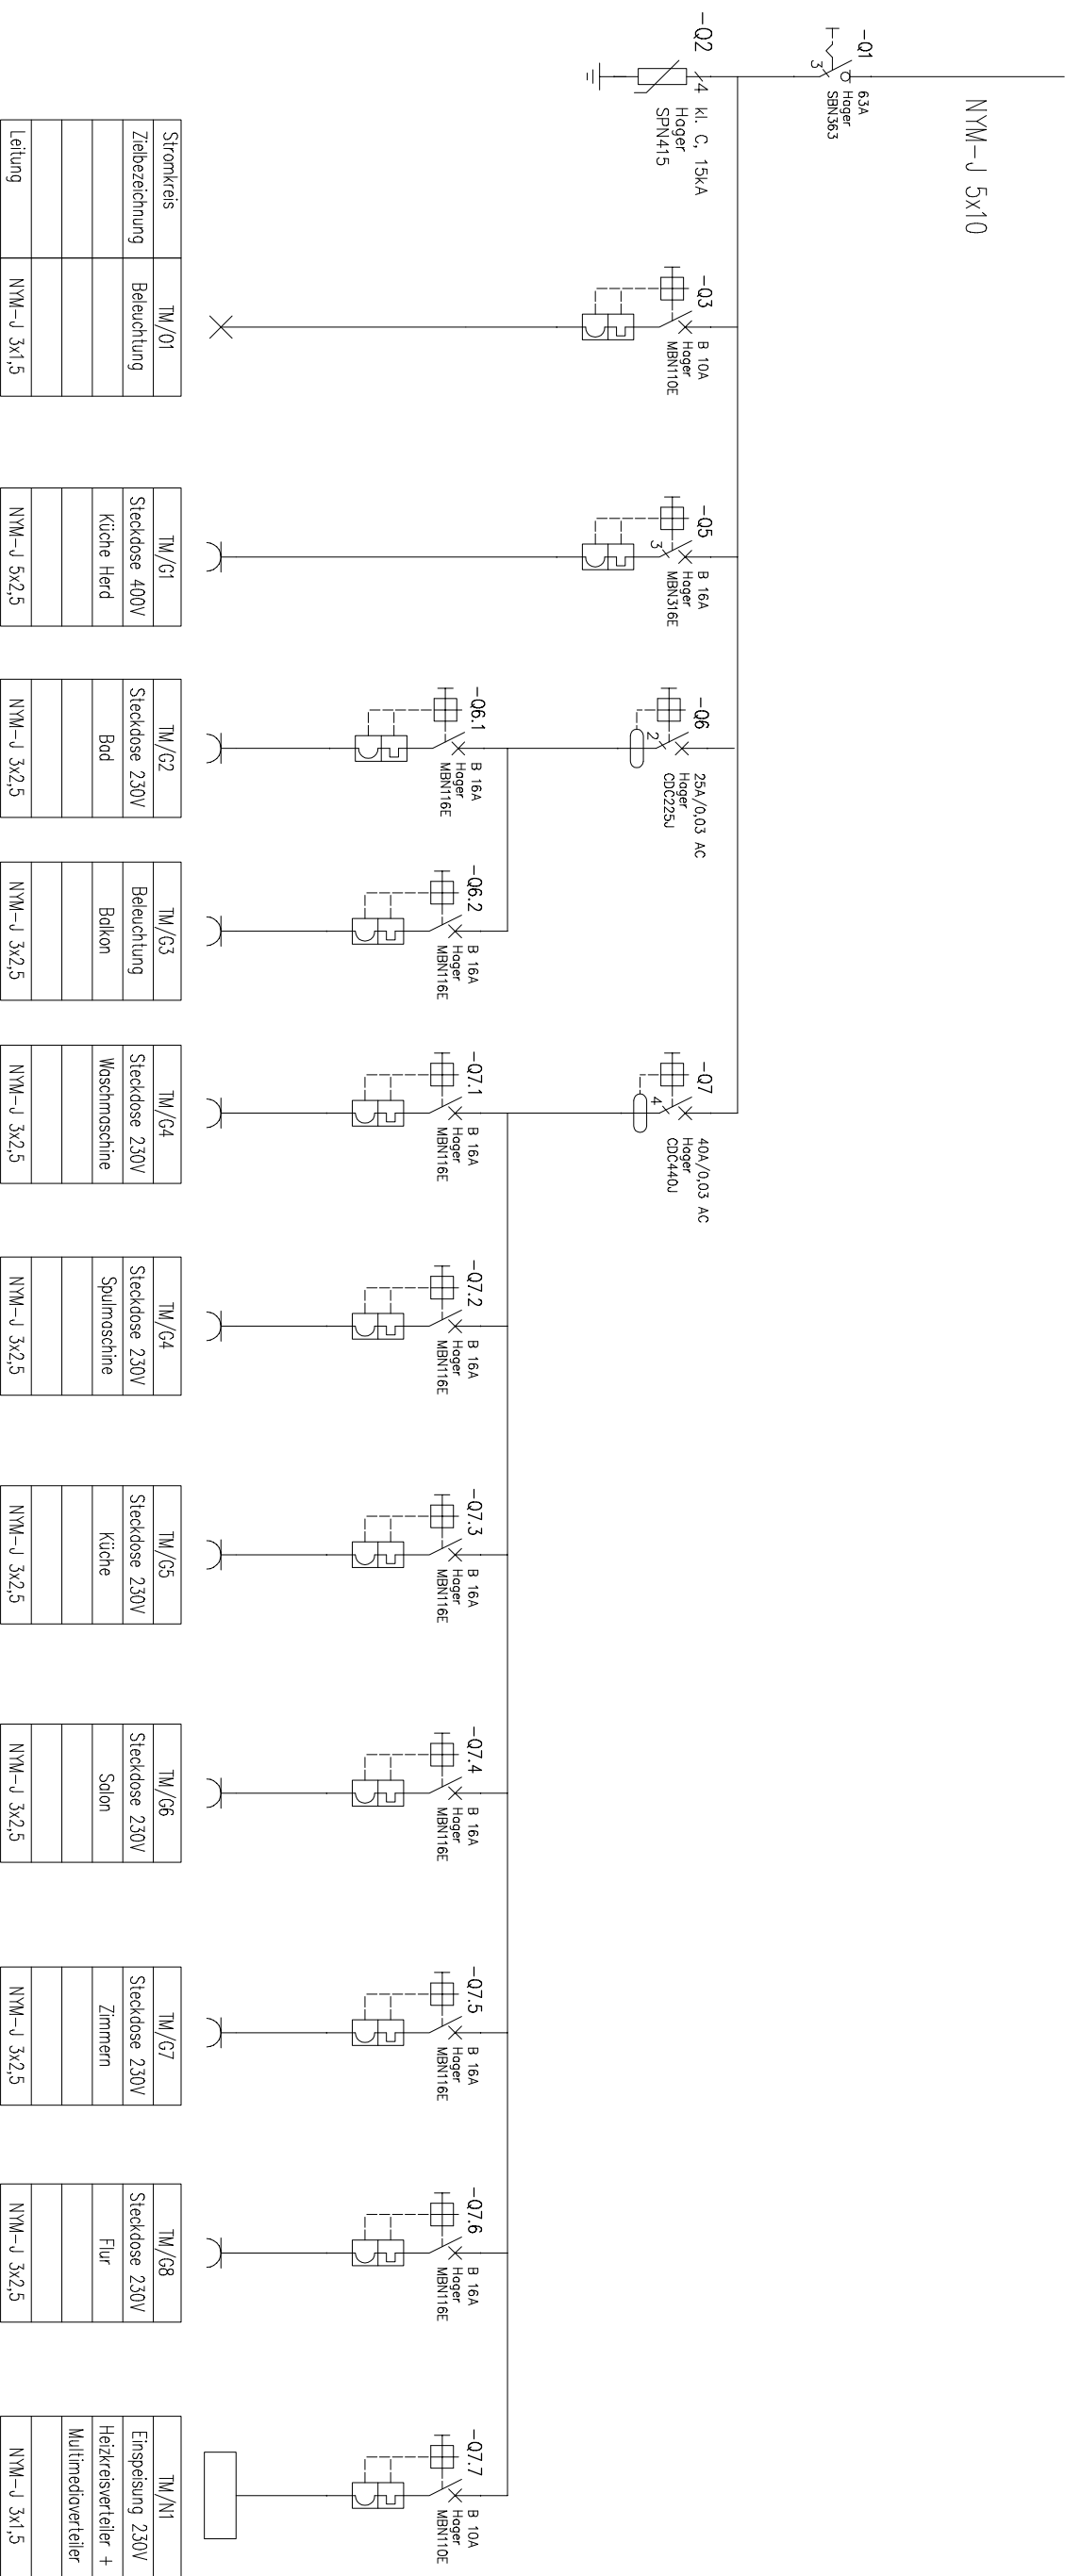 NYM-J 5x10
-Q1
63A
Hager
SBN363
3
-Q2
4
kl. C, 15kA
Hager
SPN415
-Q3
B 10A
Hager
MBN110E
-Q5
3
B 16A
Hager
MBN316E
-Q6
2
25A/0,03 AC
Hager
CDC225J
-Q7
4
40A/0,03 AC
Hager
CDC440J
-Q6.1
B 16A
Hager
MBN116E
-Q6.2
B 16A
Hager
MBN116E
-Q7.1
B 16A
Hager
MBN116E
-Q7.2
B 16A
Hager
MBN116E
-Q7.3
B 16A
Hager
MBN116E
-Q7.4
B 16A
Hager
MBN116E
-Q7.5
B 16A
Hager
MBN116E
-Q7.6
B 16A
Hager
MBN116E
-Q7.7
B 10A
Hager
MBN110E
Stromkreis
Zielbezeichnung
Leitung
TM/01
Beleuchtung
NYM-J 3x1,5
TM/G1
Steckdose 400V
Küche Herd
NYM-J 5x2,5
TM/G2
Steckdose 230V
Bad
NYM-J 3x2,5
TM/G3
Beleuchtung
Balkon
NYM-J 3x2,5
TM/G4
Steckdose 230V
Waschmaschine
NYM-J 3x2,5
TM/G4
Steckdose 230V
Spulmaschine
NYM-J 3x2,5
TM/G5
Steckdose 230V
Küche
NYM-J 3x2,5
TM/G6
Steckdose 230V
Salon
NYM-J 3x2,5
TM/G7
Steckdose 230V
Zimmern
NYM-J 3x2,5
TM/G8
Steckdose 230V
Flur
NYM-J 3x2,5
TM/N1
Einspeisung 230V
Heizkreisverteiler +
Multimediaverteiler
NYM-J 3x1,5